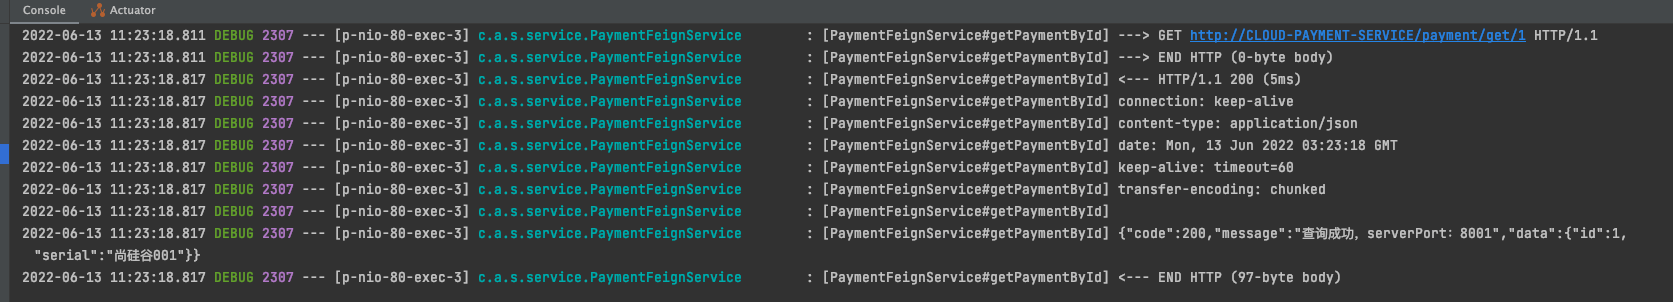 Console Actuator
2022-06-13 11:23:18.811 DEBUG 2307 --- [p-nio-80-exec-3] c.a.s.service.PaymentFeignService : [PaymentFeignService#getPaymentById] ---> GET http://CLOUD-PAYMENT-SERVICE/payment/get/1 HTTP/1.1
2022-06-13 11:23:18.811 DEBUG 2307 --- [p-nio-80-exec-3] c.a.s.service.PaymentFeignService : [PaymentFeignService#getPaymentById] ---> END HTTP (0-byte body)
2022-06-13 11:23:18.817 DEBUG 2307 --- [p-nio-80-exec-3] c.a.s.service.PaymentFeignService : [PaymentFeignService#getPaymentById] <--- HTTP/1.1 200 (5ms)
2022-06-13 11:23:18.817 DEBUG 2307 --- [p-nio-80-exec-3] c.a.s.service.PaymentFeignService : [PaymentFeignService#getPaymentById] connection: keep-alive
2022-06-13 11:23:18.817 DEBUG 2307 --- [p-nio-80-exec-3] c.a.s.service.PaymentFeignService : [PaymentFeignService#getPaymentById] content-type: application/json
2022-06-13 11:23:18.817 DEBUG 2307 --- [p-nio-80-exec-3] c.a.s.service.PaymentFeignService : [PaymentFeignService#getPaymentById] date: Mon, 13 Jun 2022 03:23:18 GMT
2022-06-13 11:23:18.817 DEBUG 2307 --- [p-nio-80-exec-3] c.a.s.service.PaymentFeignService : [PaymentFeignService#getPaymentById] keep-alive: timeout=60
2022-06-13 11:23:18.817 DEBUG 2307 --- [p-nio-80-exec-3] c.a.s.service.PaymentFeignService : [PaymentFeignService#getPaymentById] transfer-encoding: chunked
2022-06-13 11:23:18.817 DEBUG 2307 --- [p-nio-80-exec-3] c.a.s.service.PaymentFeignService : [PaymentFeignService#getPaymentById]
2022-06-13 11:23:18.817 DEBUG 2307 --- [p-nio-80-exec-3] c.a.s.service.PaymentFeignService : [PaymentFeignService#getPaymentById] {"code":200,"message":"查询成功，serverPort：8001","data":{"id":1,
"serial":"尚硅谷001"}}
2022-06-13 11:23:18.817 DEBUG 2307 --- [p-nio-80-exec-3] c.a.s.service.PaymentFeignService : [PaymentFeignService#getPaymentById] <--- END HTTP (97-byte body)